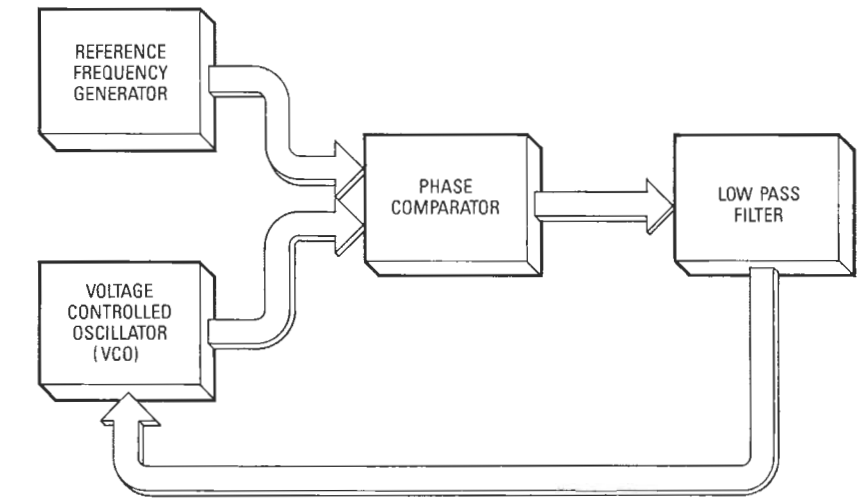 REFERENCE
FREQUENCY
GENERATOR
PHASE
COMPARATOR
LOW PASS
FILTER
VOLTAGE
CONTROLLED
OSCILLATOR
(VCO)